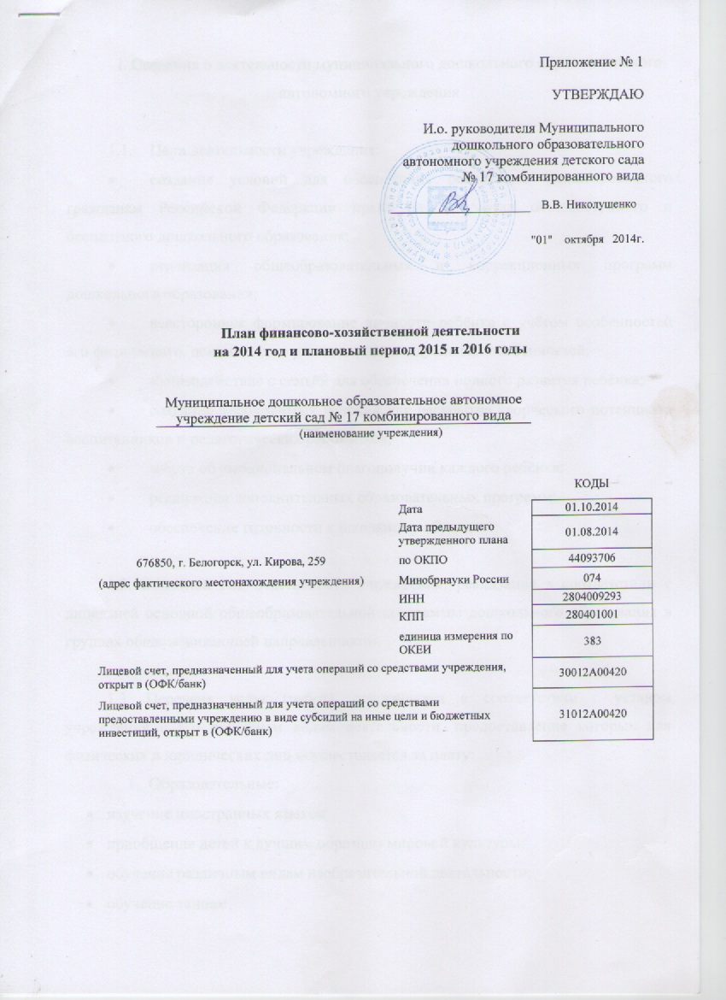 Приложение № 1
УТВЕРЖДАЮ
И.о. руководителя Муниципального
дошкольного образовательного
автономного учреждения детского сада
№ 17 комбинированного вида
В.В. Николушенко
"01" октября 2014г.
План финансово-хозяйственной деятельности
на 2014 год и плановый период 2015 и 2016 годы
Муниципальное дошкольное образовательное автономное
учреждение детский сад № 17 комбинированного вида
(наименование учреждения)
КОДЫ
Дата 01.10.2014
Дата предыдущего
утвержденного плана 01.08.2014
676850, г. Белогорск, ул. Кирова, 259 по ОКПО 44093706
(адрес фактического местонахождения учреждения) Минобрнауки России 074
ИНН 2804009293
КПП 280401001
единица измерения по
ОКЕИ 383
Лицевой счет, предназначенный для учета операций со средствами учреждения,
открыт в (ОФК/банк) 30012А00420
Лицевой счет, предназначенный для учета операций со средствами
предоставленными учреждению в виде субсидий на иные цели и бюджетных
инвестиций, открыт в (ОФК/банк) 31012А00420